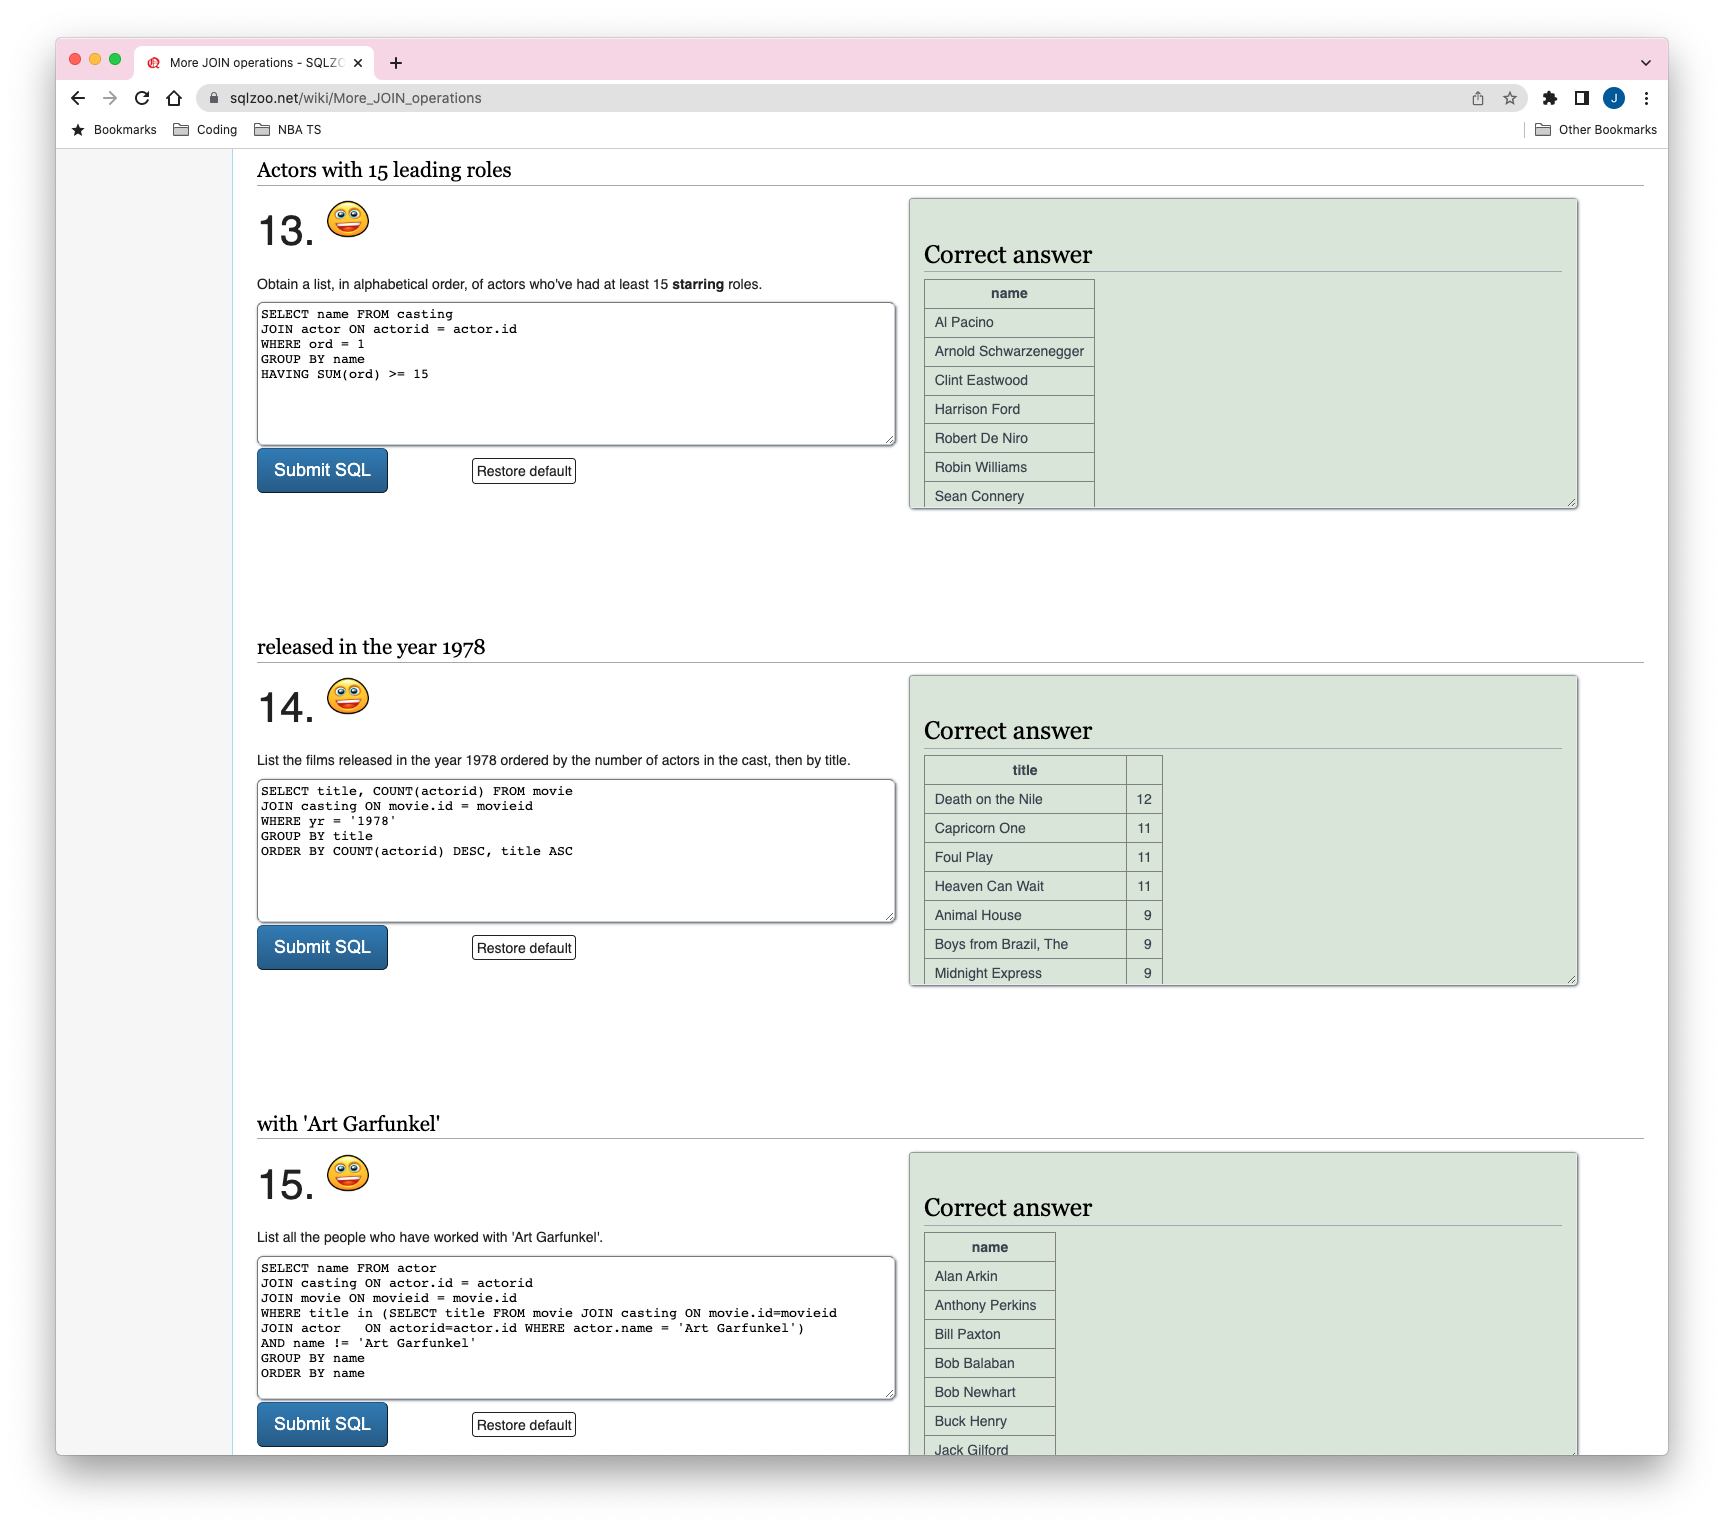 More JOIN operations - SQLZO
sqlzoo.net/wiki/More_JOIN_operations
J
Bookmarks
Coding
NBA TS
Other Bookmarks
Actors with 15 leading roles
13.
Obtain a list, in alphabetical order, of actors who've had at least 15 starring roles.
SELECT name FROM casting
JOIN actor ON actorid = actor.id
WHERE ord = 1
GROUP BY name
HAVING SUM(ord) >= 15
Submit SQL
Restore default
Correct answer
name
Al Pacino
Arnold Schwarzenegger
Clint Eastwood
Harrison Ford
Robert De Niro
Robin Williams
Sean Connery
released in the year 1978
14.
List the films released in the year 1978 ordered by the number of actors in the cast, then by title.
SELECT title, COUNT(actorid) FROM movie
JOIN casting ON movie.id = movieid
WHERE yr = '1978'
GROUP BY title
ORDER BY COUNT(actorid) DESC, title ASC
Submit SQL
Restore default
Correct answer
title
Death on the Nile 12
Capricorn One 11
Foul Play 11
Heaven Can Wait 11
Animal House 9
Boys from Brazil, The 9
Midnight Express 9
with 'Art Garfunkel'
15.
List all the people who have worked with 'Art Garfunkel'.
SELECT name FROM actor
JOIN casting ON actor.id = actorid
JOIN movie ON movieid = movie.id
WHERE title in (SELECT title FROM movie JOIN casting ON movie.id=movieid
JOIN actor   ON actorid=actor.id WHERE actor.name = 'Art Garfunkel')
AND name != 'Art Garfunkel'
GROUP BY name
ORDER BY name
Submit SQL
Restore default
Correct answer
name
Alan Arkin
Anthony Perkins
Bill Paxton
Bob Balaban
Bob Newhart
Buck Henry
Jack Gilford